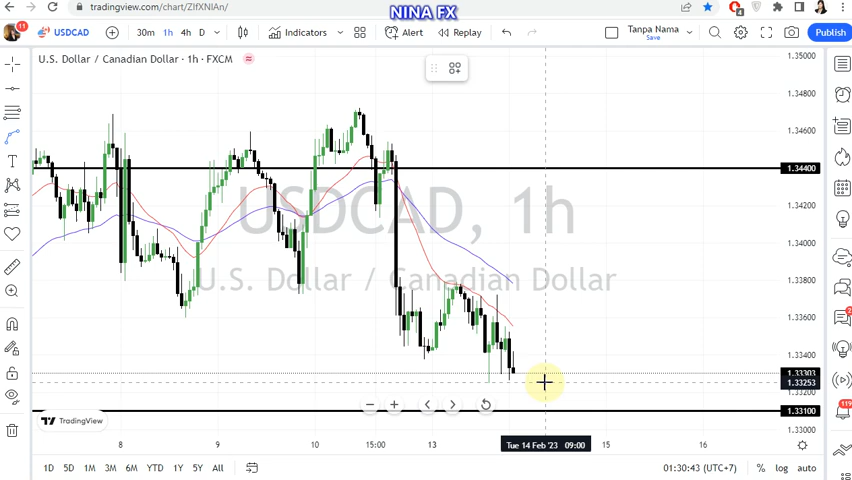 NINA FX
tradingview.com/chart/ZIfXNIAn/
11
USDCAD
30m 1h 4h D
Indicators
Alert
Replay
Tanpa Nama
Save
Publish
U.S. Dollar / Canadian Dollar · 1h · FXCM
1.35000
1.34800
1.34600
1.34400
1.34200
1.34000
1.33800
1.33600
1.33400
1.33303
1.33253
1.33200
1.33100
1.33000
USDCAD, 1h
U.S. Dollar / Canadian Dollar
TradingView
8
9
10
15:00
13
Tue 14 Feb '23 09:00
15
16
1D 5D 1M 3M 6M YTD 1Y 5Y All
01:30:43 (UTC+7)
% log auto
119